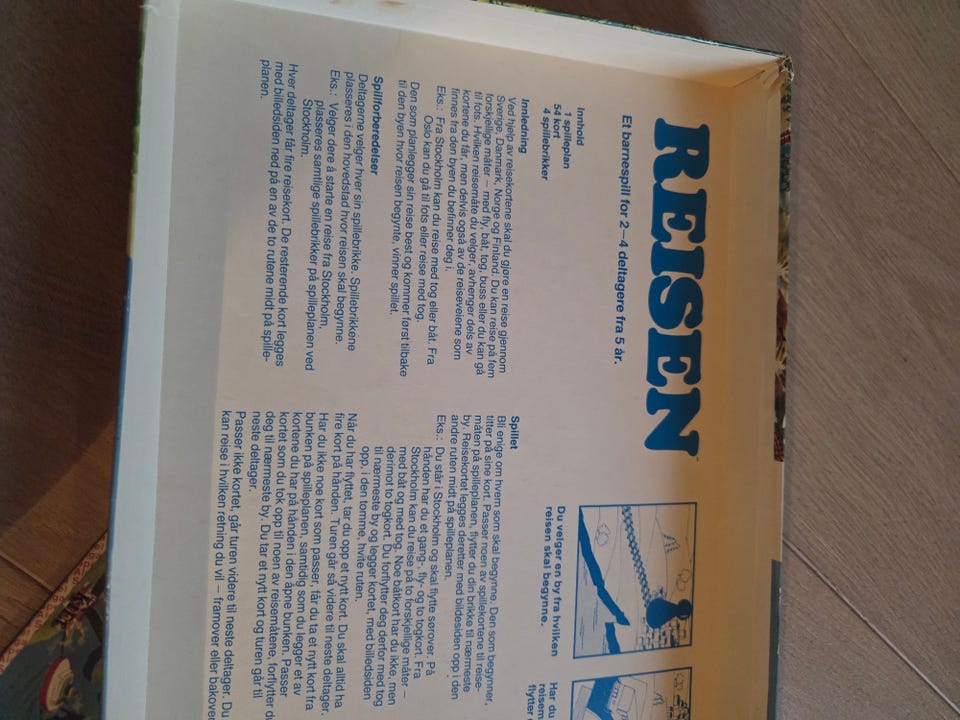 REISEN
Et barnespill for 2–4 deltagere fra 5 år.
Innhold
1 spilleplan
54 kort
4 spillebrikker
Innledning
Ved hjelp av reisekortene skal du gjøre en reise gjennom
Sverige, Danmark, Norge og Finland. Du kan reise på fem
forskjellige måter – med fly, båt, tog, buss eller du kan gå
til fots. Hvilken reisemåte du velger, avhenger dels av
kortene du får, men delvis også av de reiseveiene som
finnes fra den byen du befinner deg i.
Eks.: Fra Stockholm kan du reise med tog eller båt. Fra
Oslo kan du gå til fots eller reise med tog.
Den som planlegger sin reise best og kommer først tilbake
til den byen hvor reisen begynte, vinner spillet.
Spillforberedelser
Deltagerne velger hver sin spillebrikke. Spillebrikkene
plasseres i den hovedstad hvor reisen skal begynne.
Eks.: Velger dere å starte en reise fra Stockholm,
plasseres samtlige spillebrikker på spilleplanen ved
Stockholm.
Hver deltager får fire reisekort. De resterende kort legges
med billedsiden ned på en av de to rutene midt på spille-
planen.
Du velger en by fra hvilken
reisen skal begynne.
Har du
reisem
flytter
Spillet
Bli enige om hvem som skal begynne. Den som begynner,
titter på sine kort. Passer noen av spillekortene til reise-
måten på spilleplanen, flytter du din brikke til nærmeste
by. Reisekortet legges deretter med bildesiden opp i den
andre ruten midt på spilleplanen.
Eks.: Du står i Stockholm og skal flytte sørover. På
hånden har du et gang-, fly- og to togkort. Fra
Stockholm kan du reise på to forskjellige måter –
med båt og med tog. Noe båtkort har du ikke, men
derimot to togkort. Du forflytter deg derfor med tog
til nærmeste by og legger kortet, med billedsiden
opp, i den tomme, hvite ruten.
Når du har flyttet, tar du opp et nytt kort. Du skal alltid ha
fire kort på hånden. Turen går så videre til neste deltager.
Har du ikke noe kort som passer, får du ta et nytt kort fra
bunken på spilleplanen, samtidig som du legger et av
kortene du har på hånden i den åpne bunken. Passer
kortet som du tok opp til noen av reisemåtene, forflytter d
deg til nærmeste by. Du tar et nytt kort og turen går til
neste deltager.
Passer ikke kortet, går turen videre til neste deltager. Du
kan reise i hvilken retning du vil – framover eller bakover